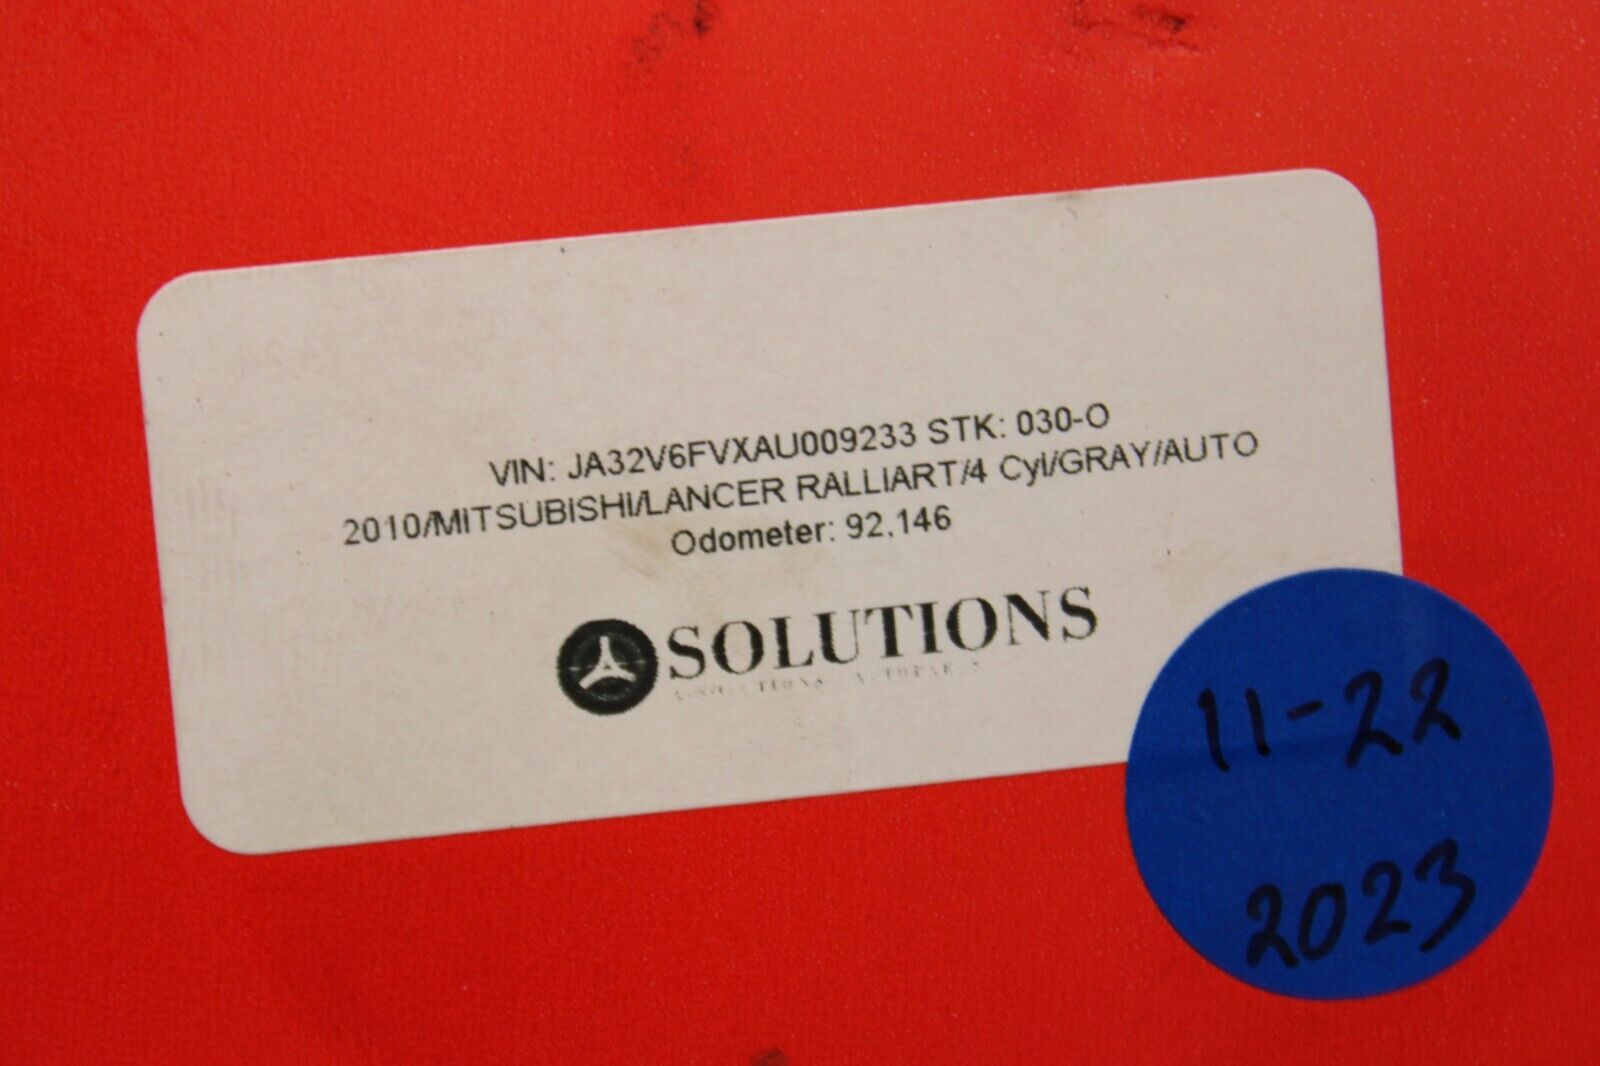 VIN: JA32V6FVXAU009233 STK: 030-O
2010/MITSUBISHI/LANCER RALLIART/4 Cyl/GRAY/AUTO
Odometer: 92,146
SOLUTIONS
11-22
2023